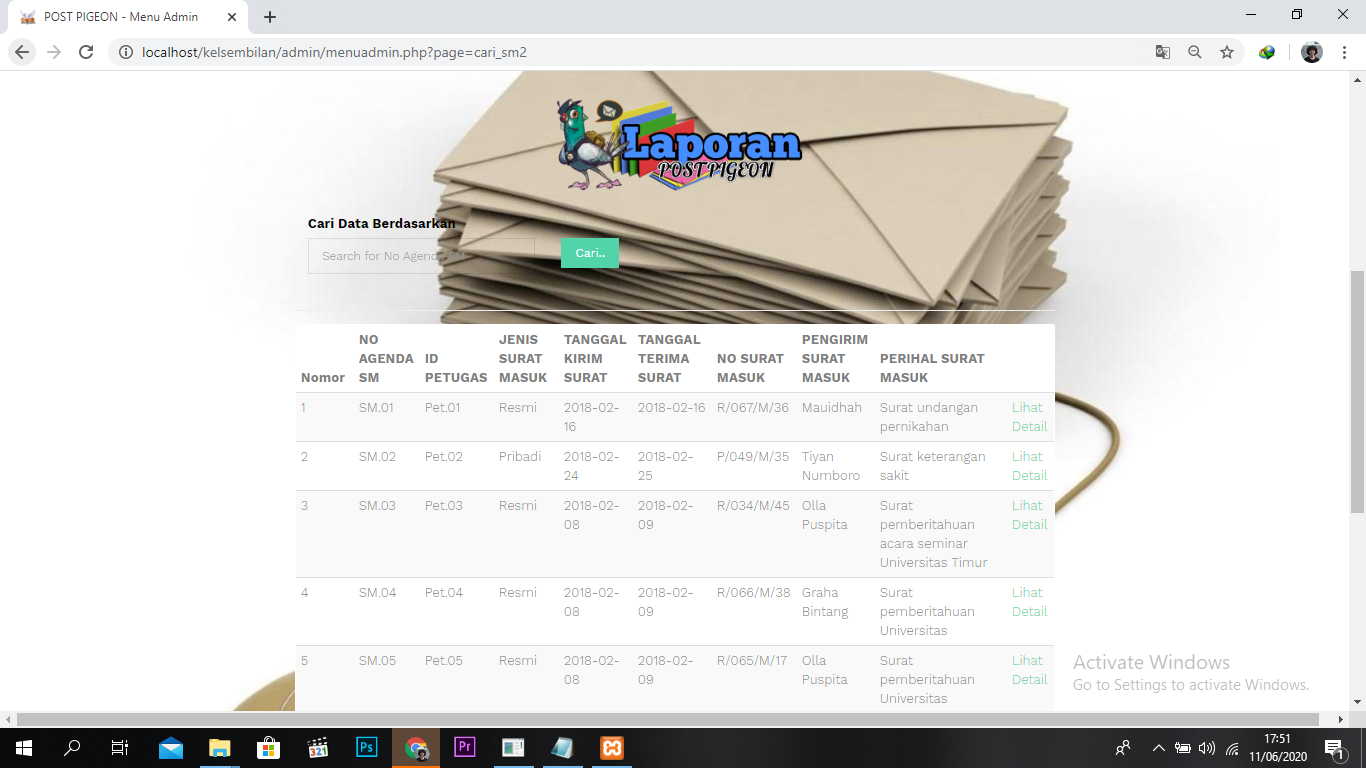 POST PIGEON - Menu Admin
localhost/kelsembilan/admin/menuadmin.php?page=cari_sm2
Laporan
POSTPIGEON
Cari Data Berdasarkan
Search for No Agenda
Cari..
Nomor NO AGENDA SM ID PETUGAS JENIS SURAT MASUK TANGGAL KIRIM SURAT TANGGAL TERIMA SURAT NO SURAT MASUK PENGIRIM SURAT MASUK PERIHAL SURAT MASUK
1 SM.01 Pet.01 Resmi 2018-02-16 2018-02-16 R/067/M/36 Mauidhah Surat undangan pernikahan Lihat Detail
2 SM.02 Pet.02 Pribadi 2018-02-24 2018-02-25 P/049/M/35 Tiyan Numboro Surat keterangan sakit Lihat Detail
3 SM.03 Pet.03 Resmi 2018-02-08 2018-02-09 R/034/M/45 Olla Puspita Surat pemberitahuan acara seminar Universitas Timur Lihat Detail
4 SM.04 Pet.04 Resmi 2018-02-08 2018-02-09 R/066/M/38 Graha Bintang Surat pemberitahuan Universitas Lihat Detail
5 SM.05 Pet.05 Resmi 2018-02-08 2018-02-09 R/065/M/17 Olla Puspita Surat pemberitahuan Universitas Lihat Detail
Activate Windows
Go to Settings to activate Windows.
321
Ps
Pr
17:51
11/06/2020
1